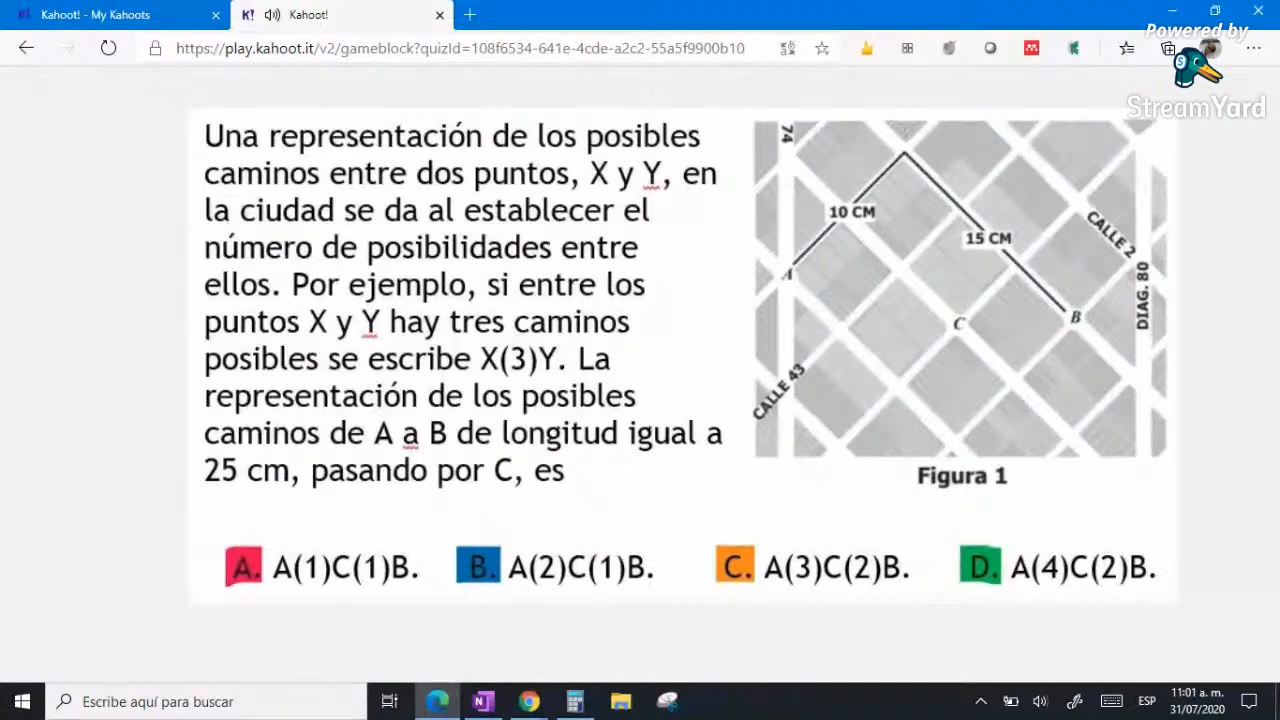 Kahoot! - My Kahoots
K! Kahoot!
https://play.kahoot.it/v2/gameblock?quizId=108f6534-641e-4cde-a2c2-55a5f9900b10
Powered by
StreamYard
Una representación de los posibles
caminos entre dos puntos, X y Y, en
la ciudad se da al establecer el
número de posibilidades entre
ellos. Por ejemplo, si entre los
puntos X y Y hay tres caminos
posibles se escribe X(3)Y. La
representación de los posibles
caminos de A a B de longitud igual a
25 cm, pasando por C, es
74
10 CM
15 CM
CALLE 2
DIAG. 80
A
C
B
CALLE 43
Figura 1
A. A(1)C(1)B.
B. A(2)C(1)B.
C. A(3)C(2)B.
D. A(4)C(2)B.
Escribe aquí para buscar
ESP
11:01 a. m.
31/07/2020